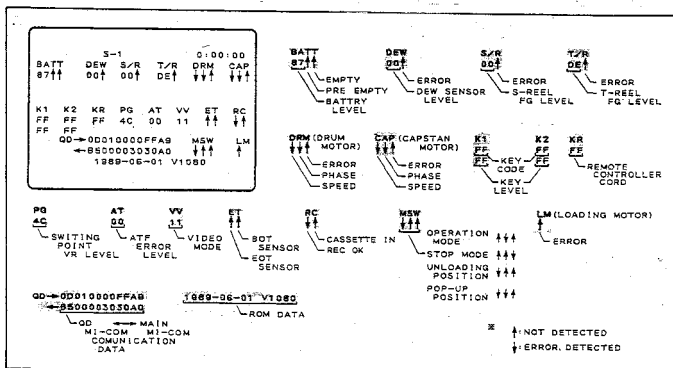 S-1 0:00:00
BATT DEW S/R T/R DRM CAP
87↑↑ 00↑ 00↑ DE↑ ↓↓↑ ↓↓↑
K1 K2 KR PG AT VV ET RC
FF FF FF 4C 00 11 ↑↑ ↓↑
FF FF
QD→0D010000FFA9 MSW LM
←8500003030A0 ↓↑↑ ↑
1989-06-01 V1080
BATT
87↑↑
EMPTY
PRE EMPTY
BATTRY
LEVEL
DEW
00↑
ERROR
DEW SENSOR
LEVEL
S/R
00↑
ERROR
S-REEL
FG LEVEL
T/R
DE↑
ERROR
T-REEL
FG LEVEL
DRM (DRUM
MOTOR)
↓↓↑
ERROR
PHASE
SPEED
CAP (CAPSTAN
MOTOR)
↓↓↑
ERROR
PHASE
SPEED
K1 K2
FF FF
FF FF
KEY
CODE
KEY
LEVEL
KR
FF
REMOTE
CONTROLLER
CORD
PG
4C
SWITING
POINT
VR LEVEL
AT
00
ATF
ERROR
LEVEL
VV
11
VIDEO
MODE
ET
↑↑
BOT
SENSOR
EOT
SENSOR
RC
↓↑
CASSETTE IN
REC OK
MSW
↓↑↑
OPERATION
MODE ↑↓↑
STOP MODE ↓↑↑
UNLOADING
POSITION ↓↑↑
POP-UP
POSITION ↓↓↑
LM (LOADING MOTOR)
↑
ERROR
QD→0D010000FFA9
←8500003030A0
QD ↔ MAIN
MI-COM MI-COM
COMUNICATION
DATA
1989-06-01 V1080
ROM DATA
※ ↑:NOT DETECTED
↓:ERROR, DETECTED